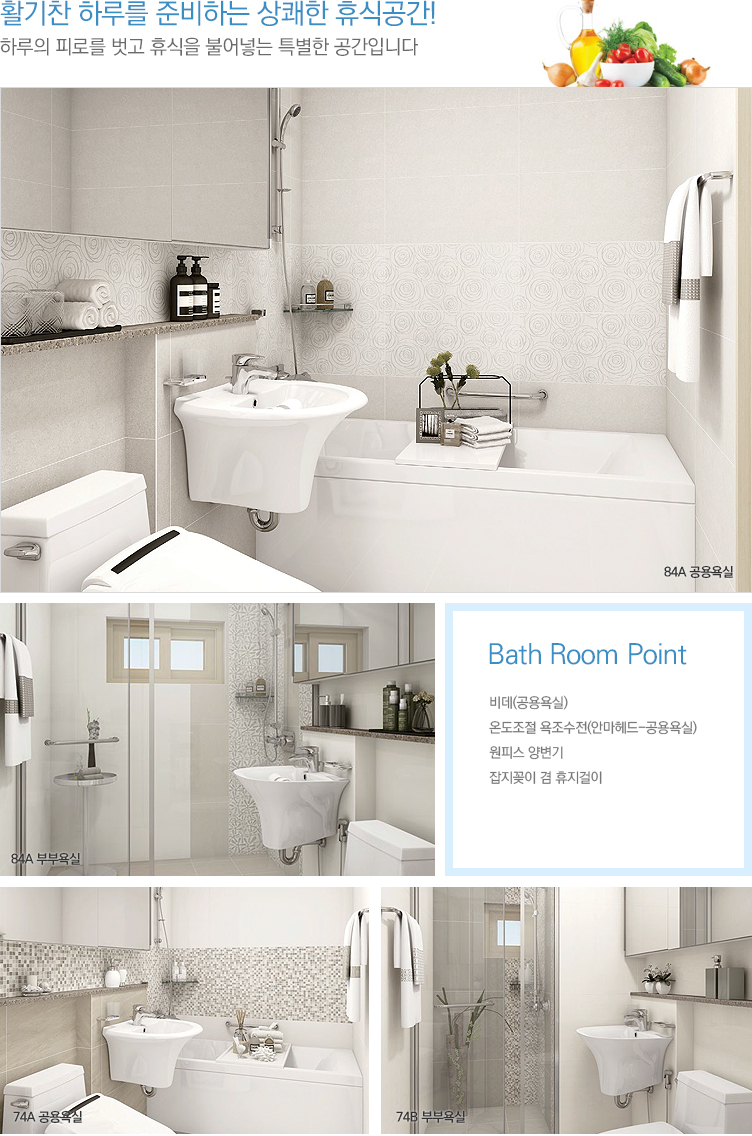 활기찬 하루를 준비하는 상쾌한 휴식공간!
하루의 피로를 벗고 휴식을 불어넣는 특별한 공간입니다
84A 공용욕실
84A 부부욕실
Bath Room Point
비데(공용욕실)
온도조절 욕조수전(안마헤드-공용욕실)
원피스 양변기
잡지꽂이 겸 휴지걸이
74A 공용욕실
74B 부부욕실